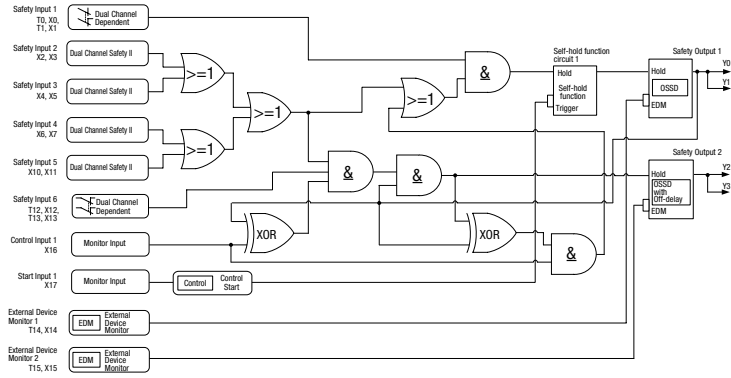 Safety Input 1
T0, X0,
T1, X1
Dual Channel
Dependent
Safety Input 2
X2, X3
Dual Channel Safety II
Safety Input 3
X4, X5
Dual Channel Safety II
Safety Input 4
X6, X7
Dual Channel Safety II
Safety Input 5
X10, X11
Dual Channel Safety II
Safety Input 6
T12, X12,
T13, X13
Dual Channel
Dependent
Control Input 1
X16
Monitor Input
Start Input 1
X17
Monitor Input
Control
Control
Start
External Device
Monitor 1
T14, X14
EDM
External
Device
Monitor
External Device
Monitor 2
T15, X15
EDM
External
Device
Monitor
>=1
>=1
>=1
>=1
&
&
&
&
XOR
XOR
Self-hold function
circuit 1
Hold
Self-hold
function
Trigger
Safety Output 1
Hold
OSSD
EDM
Y0
Y1
Safety Output 2
Hold
OSSD
with
Off-delay
EDM
Y2
Y3